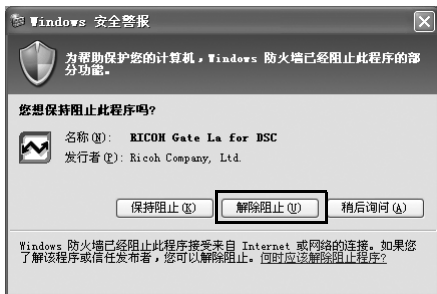 Windows 安全警报
为帮助保护您的计算机，Windows 防火墙已经阻止此程序的部
分功能。
您想保持阻止此程序吗?
名称(N): RICOH Gate La for DSC
发行者(P): Ricoh Company, Ltd.
保持阻止(K) 解除阻止(U) 稍后询问(A)
Windows 防火墙已经阻止此程序接受来自 Internet 或网络的连接。如果您
了解该程序或信任发布者，您可以解除阻止。何时应该解除阻止程序?